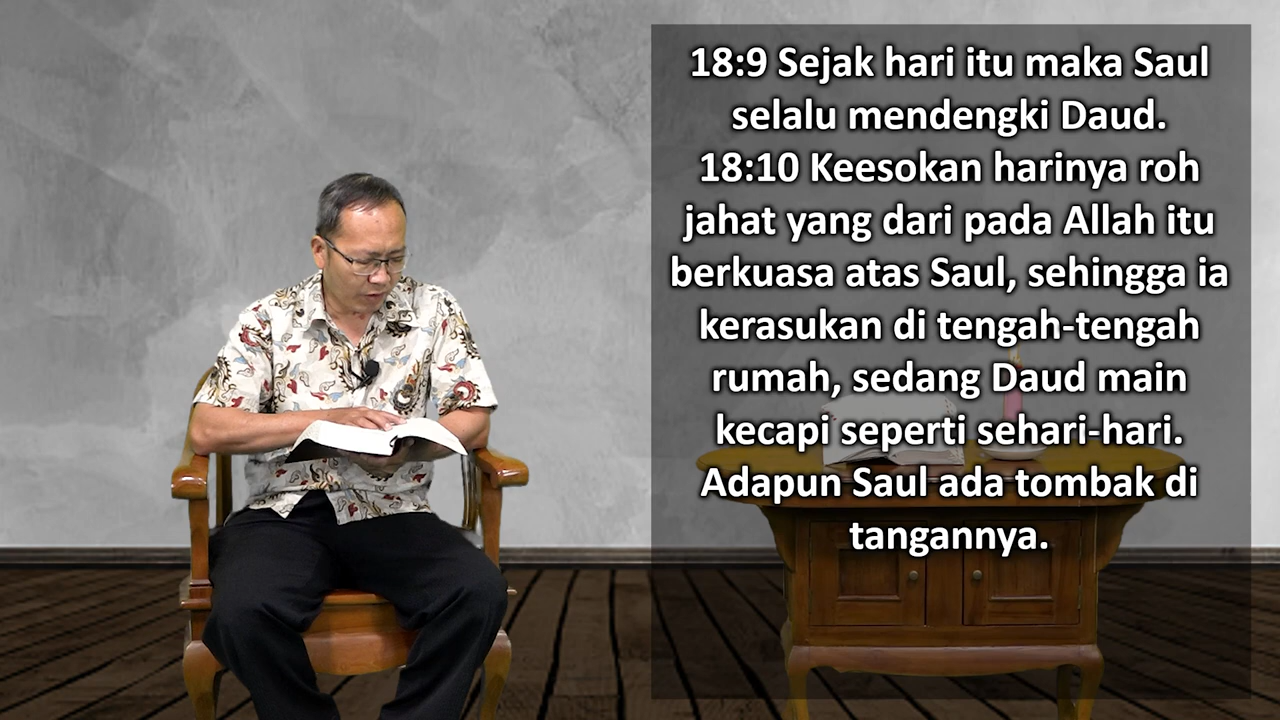 18:9 Sejak hari itu maka Saul
selalu mendengki Daud.
18:10 Keesokan harinya roh
jahat yang dari pada Allah itu
berkuasa atas Saul, sehingga ia
kerasukan di tengah-tengah
rumah, sedang Daud main
kecapi seperti sehari-hari.
Adapun Saul ada tombak di
tangannya.